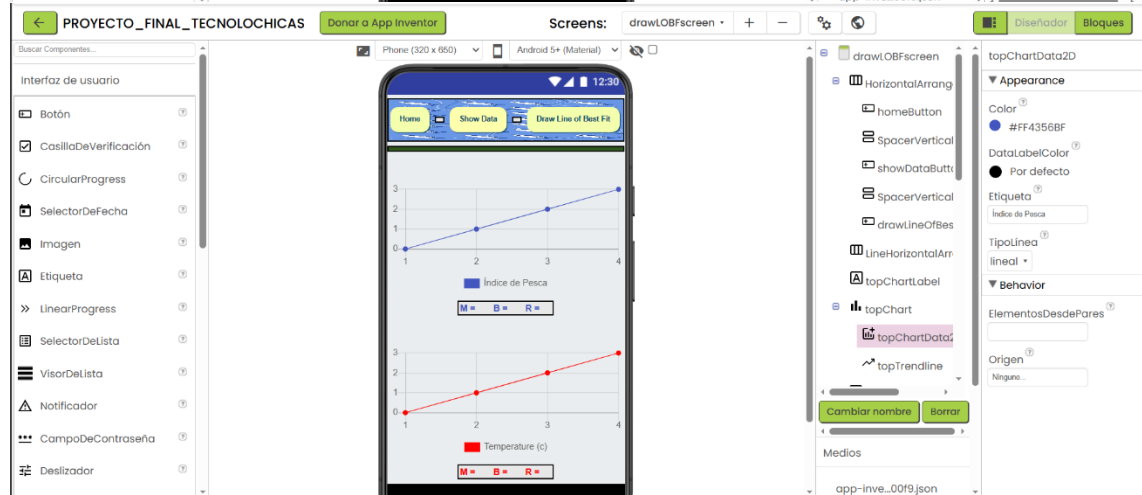 PROYECTO_FINAL_TECNOLOCHICAS
Donar a App Inventor
Screens:
drawLOBFscreen
Diseñador
Bloques
Buscar Componentes...
Interfaz de usuario
Botón
CasillaDeVerificación
CircularProgress
SelectorDeFecha
Imagen
Etiqueta
LinearProgress
SelectorDeLista
VisorDeLista
Notificador
CampoDeContraseña
Deslizador
Phone (320 x 650)
Android 5+ (Material)
12:30
Home
Show Data
Draw Line of Best Fit
3
2
1
0
1 2 3 4
Índice de Pesca
M = B = R =
3
2
1
0
1 2 3 4
Temperature (c)
M = B = R =
drawLOBFscreen
HorizontalArrang
homeButton
SpacerVertical
showDataButto
SpacerVertical
drawLineOfBes
LineHorizontalArr
topChartLabel
topChart
topChartData2
topTrendline
Cambiar nombre
Borrar
Medios
app-inve...00f9.json
topChartData2D
Appearance
Color
#FF4356BF
DataLabelColor
Por defecto
Etiqueta
Índice de Pesca
TipoLínea
lineal
Behavior
ElementosDesdePares
Origen
Ninguno...